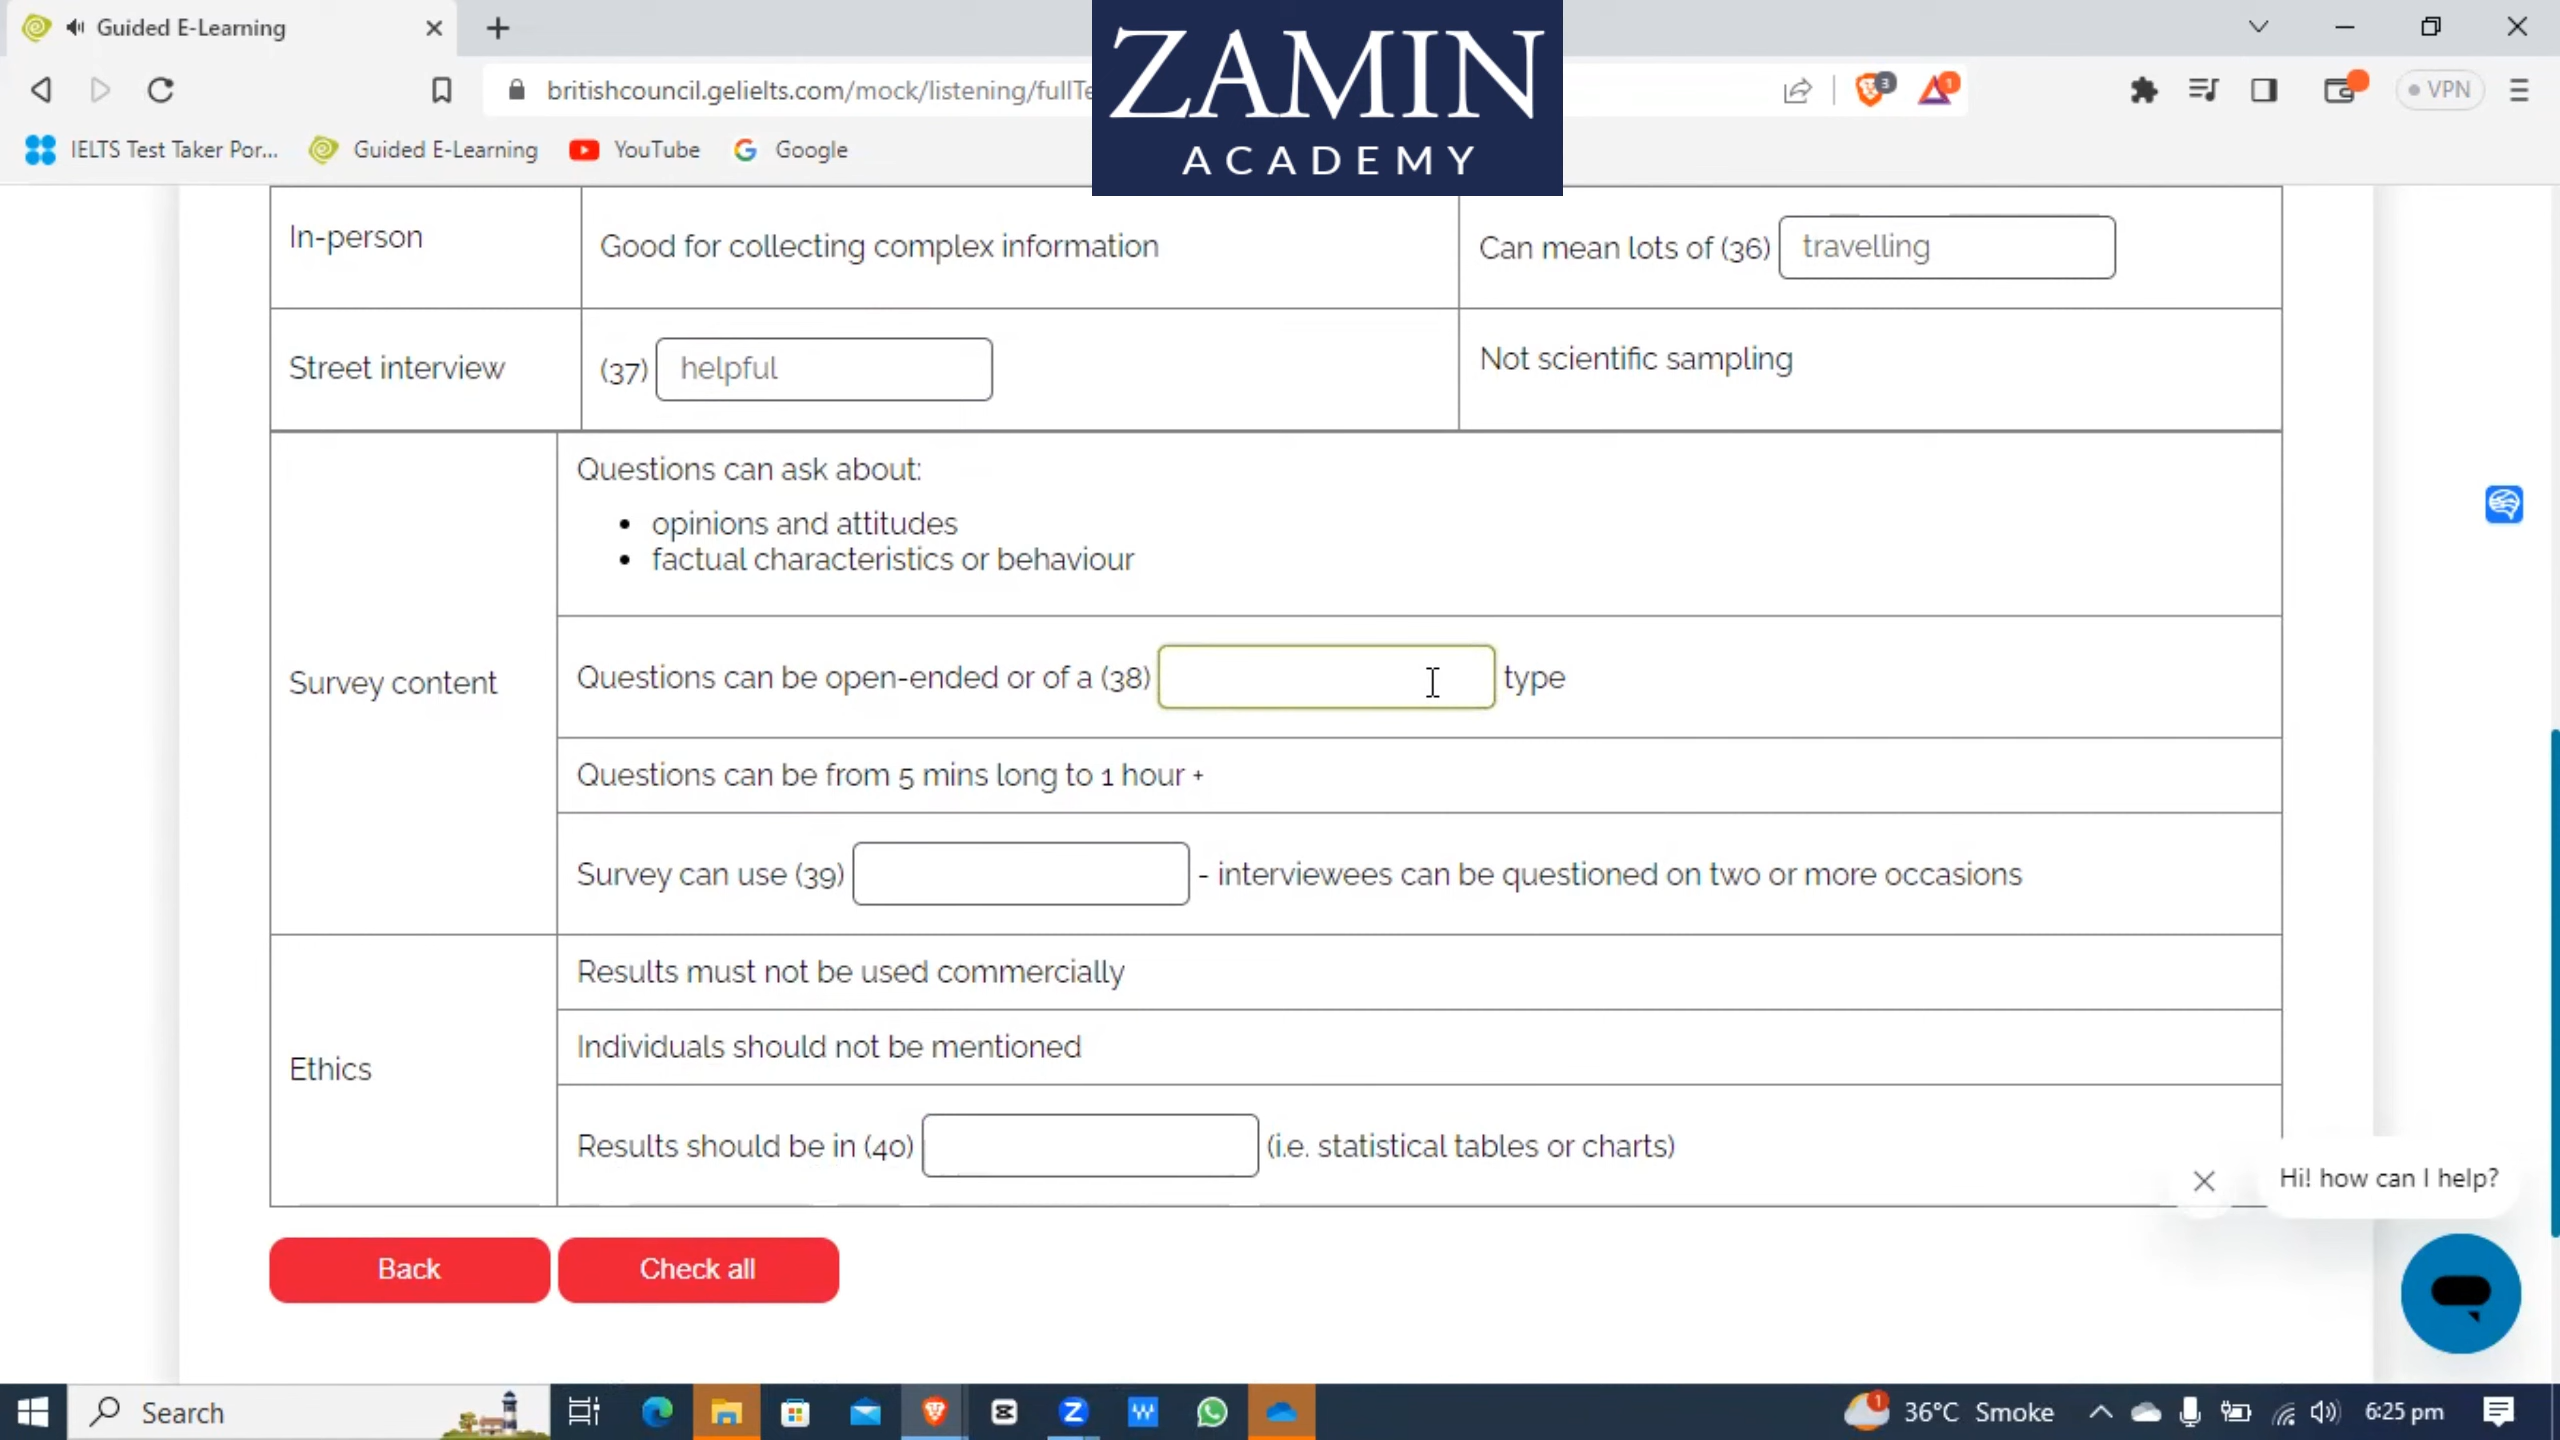 Guided E-Learning
ZAMIN
ACADEMY
britishcouncil.gelielts.com/mock/listening/fullTe
3
1
VPN
IELTS Test Taker Por...
Guided E-Learning
YouTube
Google
In-person
Good for collecting complex information
Can mean lots of (36) travelling
Street interview
(37) helpful
Not scientific sampling
Survey content
Questions can ask about:
• opinions and attitudes
• factual characteristics or behaviour
Questions can be open-ended or of a (38) type
Questions can be from 5 mins long to 1 hour +
Survey can use (39) - interviewees can be questioned on two or more occasions
Ethics
Results must not be used commercially
Individuals should not be mentioned
Results should be in (40) (i.e. statistical tables or charts)
Hi! how can I help?
Back
Check all
Search
1
36°C Smoke
6:25 pm